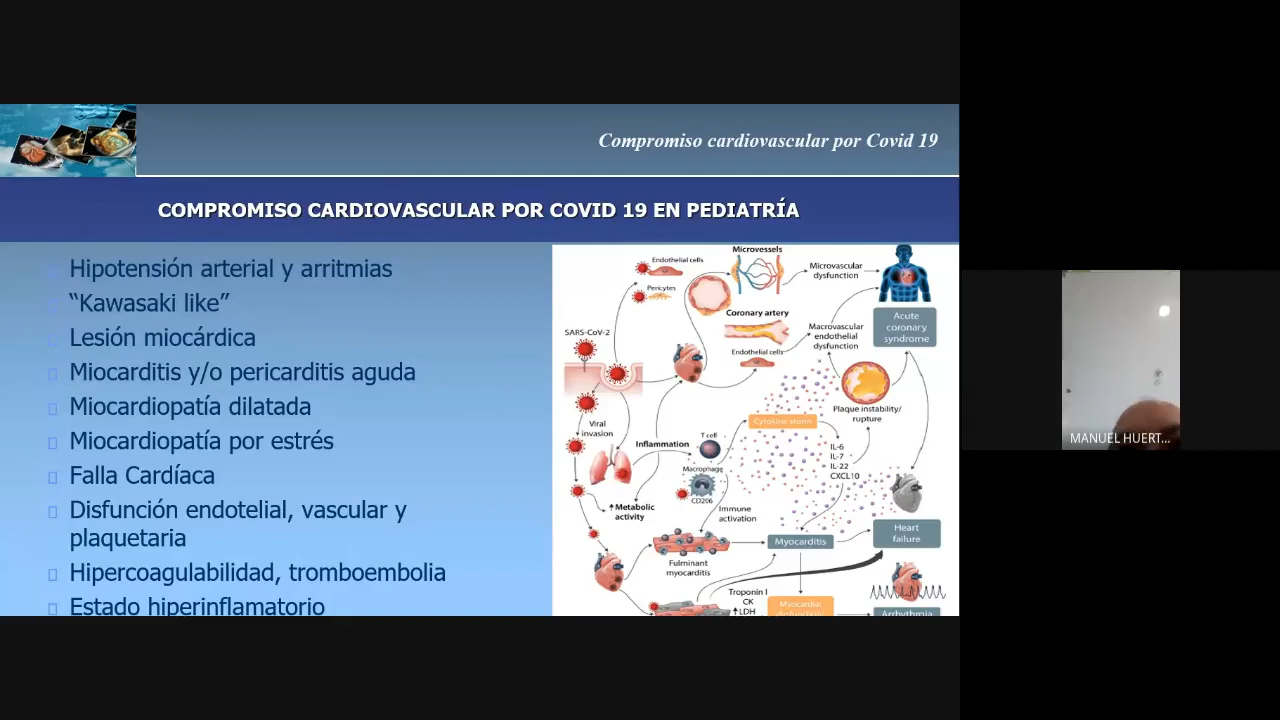 Compromiso cardiovascular por Covid 19
COMPROMISO CARDIOVASCULAR POR COVID 19 EN PEDIATRÍA
Hipotensión arterial y arritmias
“Kawasaki like”
Lesión miocárdica
Miocarditis y/o pericarditis aguda
Miocardiopatía dilatada
Miocardiopatía por estrés
Falla Cardíaca
Disfunción endotelial, vascular y
plaquetaria
Hipercoagulabilidad, tromboembolia
Estado hiperinflamatorio
Microvessels
Endothelial cells
Pericytes
Microvascular
dysfunction
Coronary artery
SARS-CoV-2
Macrovascular
endothelial
dysfunction
Acute
coronary
syndrome
Endothelial cells
Plaque instability/
rupture
Viral
invasion
Cytokine storm
Inflammation
T cell
IL-6
IL-7
IL-22
CXCL10
Macrophage
CD206
Metabolic
activity
Immune
activation
Myocarditis
Heart
failure
Fulminant
myocarditis
Troponin I
CK
LDH
Myocardial
dysfunction
Arrhythmia
MANUEL HUERT...